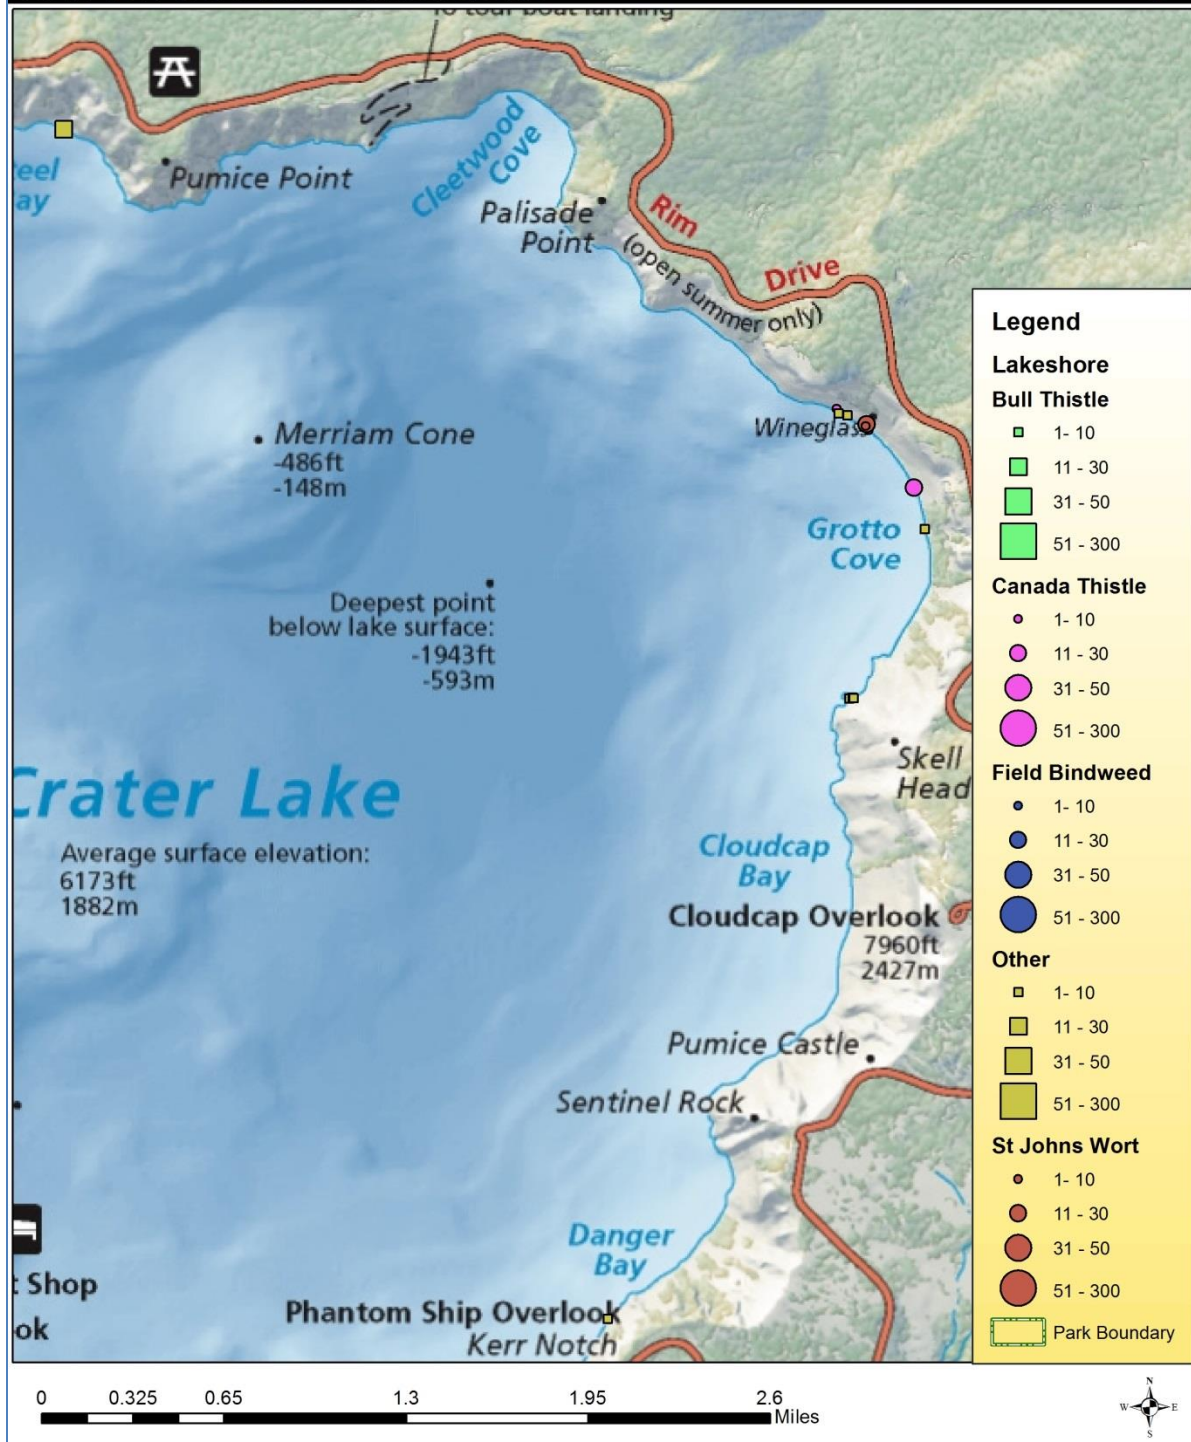 To tour boat landing
Pumice Point
Cleetwood
Cove
Palisade
Point
Rim
Drive
(open summer only)
Merriam Cone
-486ft
-148m
Wineglass
Grotto
Cove
Deepest point
below lake surface:
-1943ft
-593m
Skell
Head
Crater Lake
Average surface elevation:
6173ft
1882m
Cloudcap
Bay
Cloudcap Overlook
7960ft
2427m
Pumice Castle
Sentinel Rock
Danger
Bay
t Shop
ok
Phantom Ship Overlook
Kerr Notch
Legend
Lakeshore
Bull Thistle
1- 10
11 - 30
31 - 50
51 - 300
Canada Thistle
1- 10
11 - 30
31 - 50
51 - 300
Field Bindweed
1- 10
11 - 30
31 - 50
51 - 300
Other
1- 10
11 - 30
31 - 50
51 - 300
St Johns Wort
1- 10
11 - 30
31 - 50
51 - 300
Park Boundary
0 0.325 0.65 1.3 1.95 2.6
Miles
N
W E
S